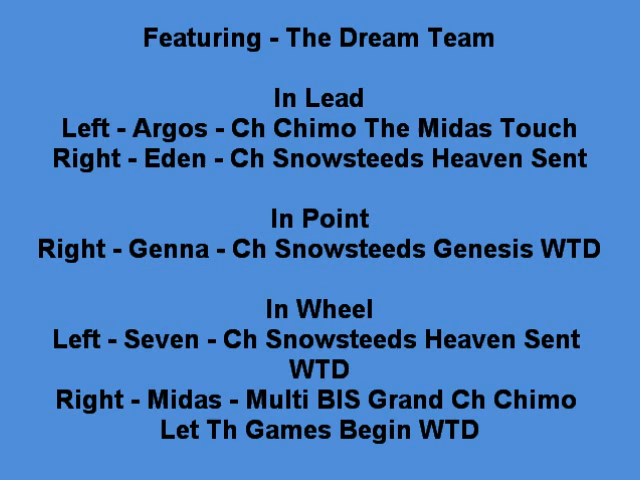 Featuring - The Dream Team
In Lead
Left - Argos - Ch Chimo The Midas Touch
Right - Eden - Ch Snowsteeds Heaven Sent
In Point
Right - Genna - Ch Snowsteeds Genesis WTD
In Wheel
Left - Seven - Ch Snowsteeds Heaven Sent
WTD
Right - Midas - Multi BIS Grand Ch Chimo
Let Th Games Begin WTD